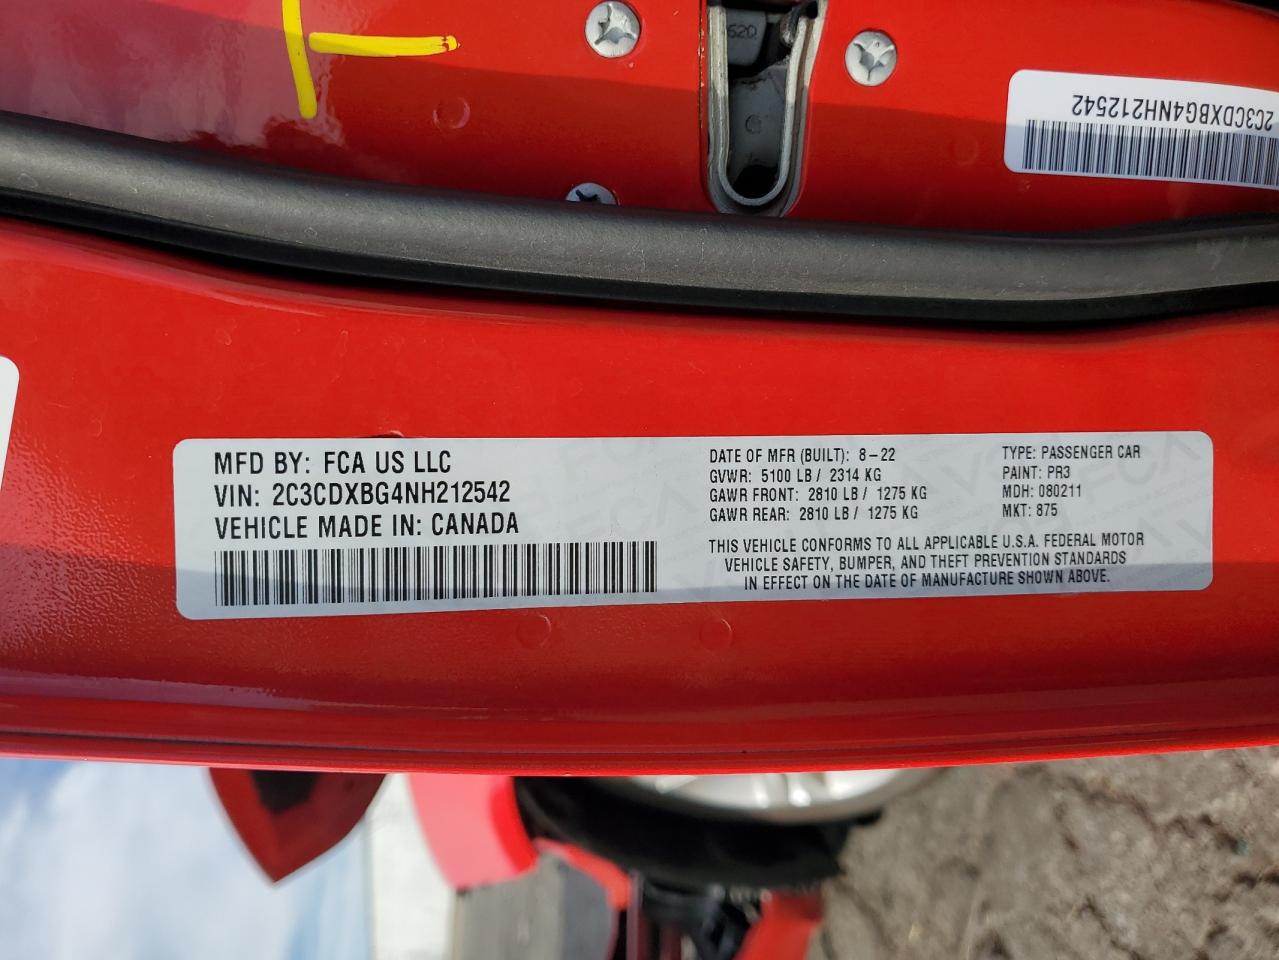 520
2C3CDXBG4NH212542
MFD BY: FCA US LLC
VIN: 2C3CDXBG4NH212542
VEHICLE MADE IN: CANADA
DATE OF MFR (BUILT): 8-22
GVWR: 5100 LB / 2314 KG
GAWR FRONT: 2810 LB / 1275 KG
GAWR REAR: 2810 LB / 1275 KG
TYPE: PASSENGER CAR
PAINT: PR3
MDH: 080211
MKT: 875
THIS VEHICLE CONFORMS TO ALL APPLICABLE U.S.A. FEDERAL MOTOR
VEHICLE SAFETY, BUMPER, AND THEFT PREVENTION STANDARDS
IN EFFECT ON THE DATE OF MANUFACTURE SHOWN ABOVE.